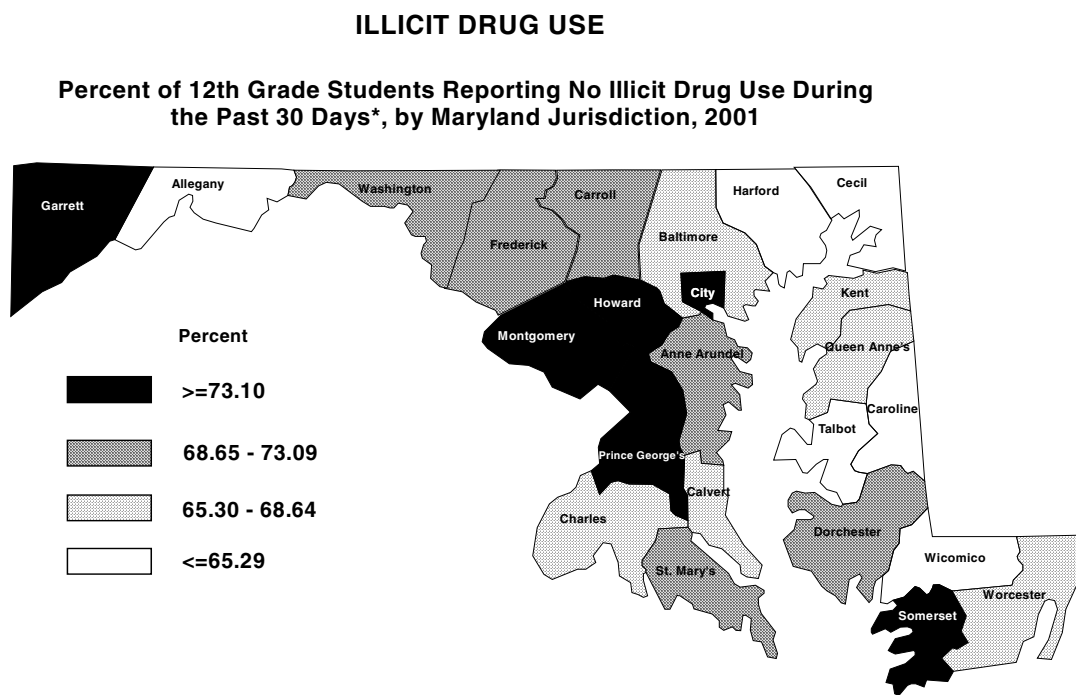 ILLICIT DRUG USE
Percent of 12th Grade Students Reporting No Illicit Drug Use During
the Past 30 Days*, by Maryland Jurisdiction, 2001
Garrett
Allegany
Washington
Frederick
Carroll
Baltimore
Harford
Cecil
City
Howard
Montgomery
Kent
Queen Anne's
Anne Arundel
Caroline
Talbot
Prince George's
Calvert
Charles
Dorchester
St. Mary's
Wicomico
Worcester
Somerset
Percent
>=73.10
68.65 - 73.09
65.30 - 68.64
<=65.29